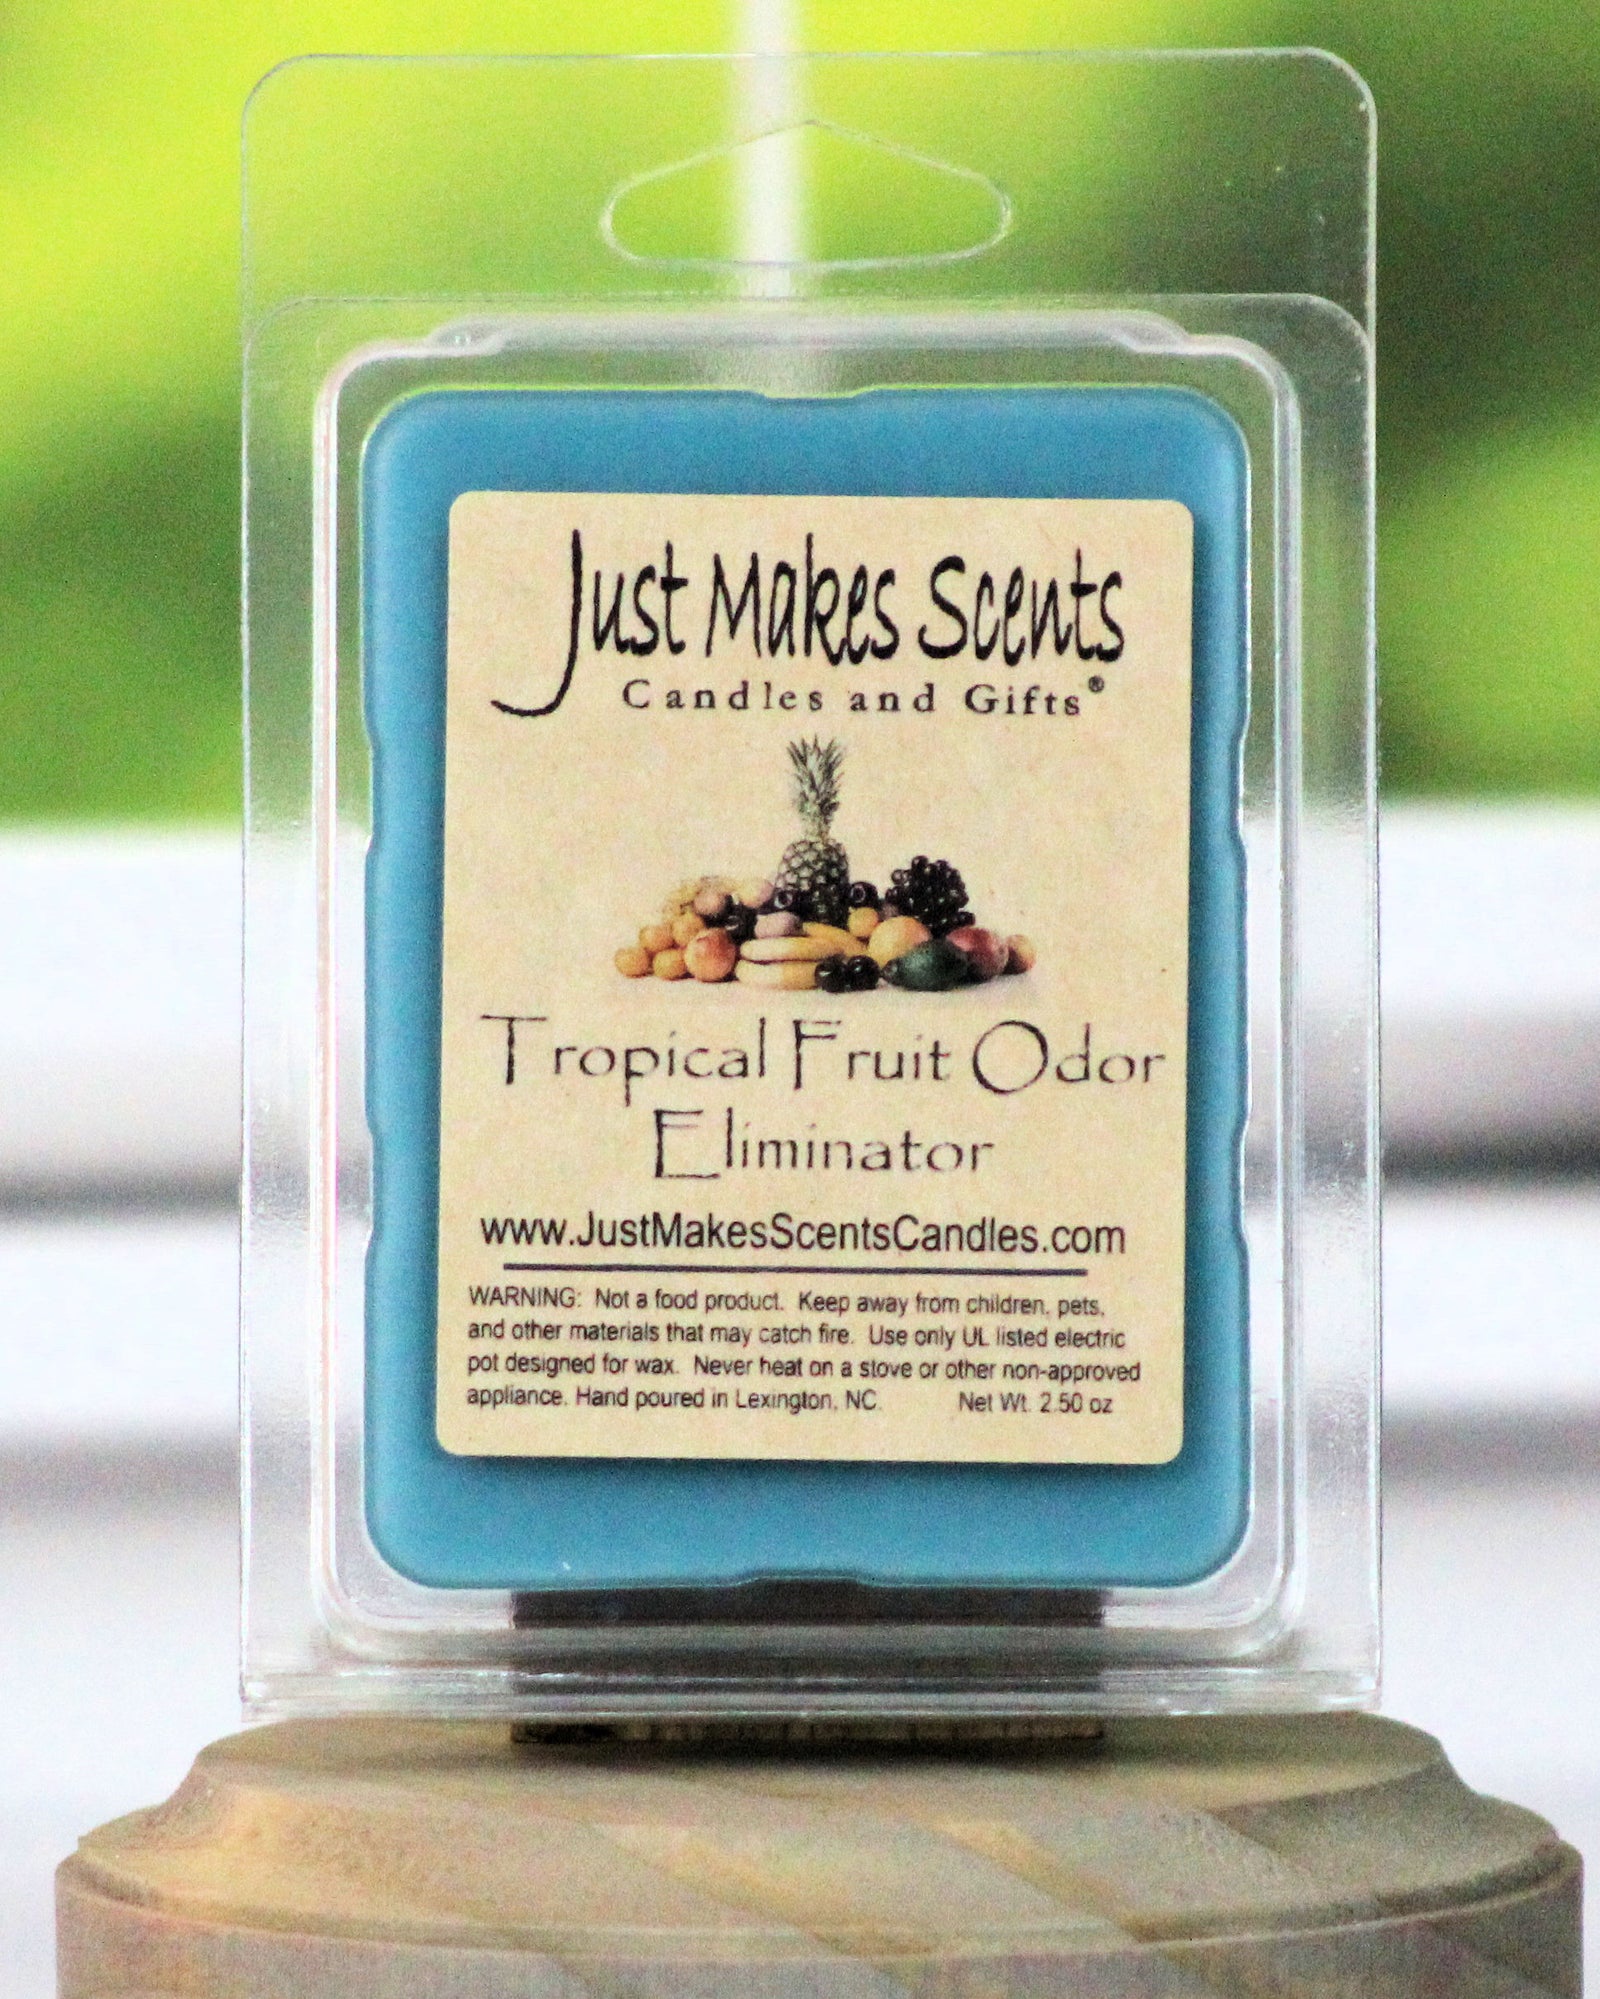 Just Makes Scents
Candles and Gifts®
Tropical Fruit Odor
Eliminator
www.JustMakesScentsCandles.com
WARNING: Not a food product. Keep away from children, pets,
and other materials that may catch fire. Use only UL listed electric
pot designed for wax. Never heat on a stove or other non-approved
appliance. Hand poured in Lexington, NC. Net Wt. 2.50 oz